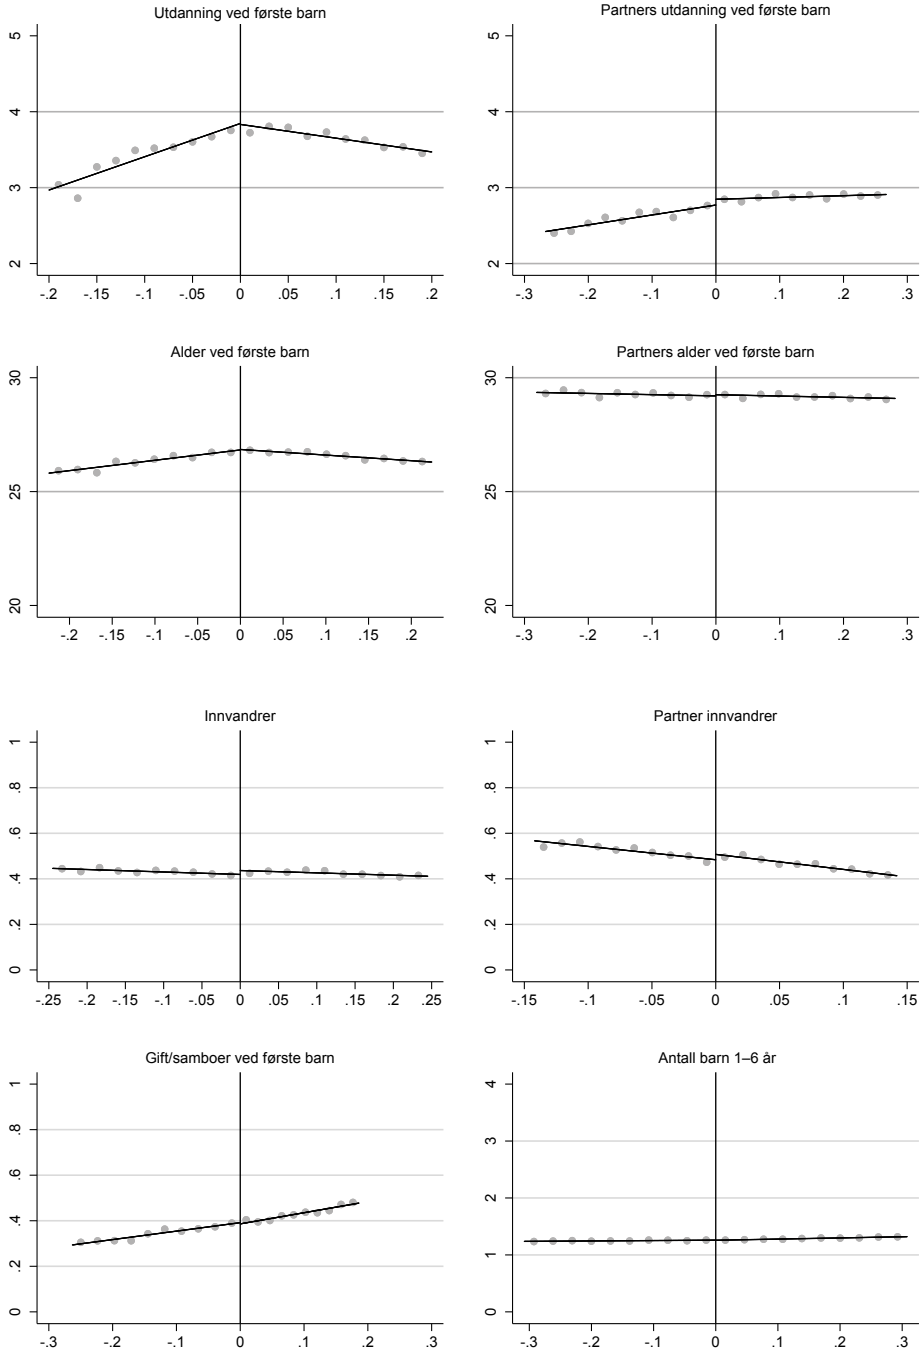 Utdanning ved første barn
5
4
3
2
-.2 -.15 -.1 -.05 0 .05 .1 .15 .2
Partners utdanning ved første barn
5
4
3
2
-.3 -.2 -.1 0 .1 .2 .3
Alder ved første barn
30
25
20
-.2 -.15 -.1 -.05 0 .05 .1 .15 .2
Partners alder ved første barn
30
25
20
-.3 -.2 -.1 0 .1 .2 .3
Innvandrer
1
.8
.6
.4
.2
0
-.25 -.2 -.15 -.1 -.05 0 .05 .1 .15 .2 .25
Partner innvandrer
1
.8
.6
.4
.2
0
-.15 -.1 -.05 0 .05 .1 .15
Gift/samboer ved første barn
1
.8
.6
.4
.2
0
-.3 -.2 -.1 0 .1 .2 .3
Antall barn 1–6 år
4
3
2
1
0
-.3 -.2 -.1 0 .1 .2 .3